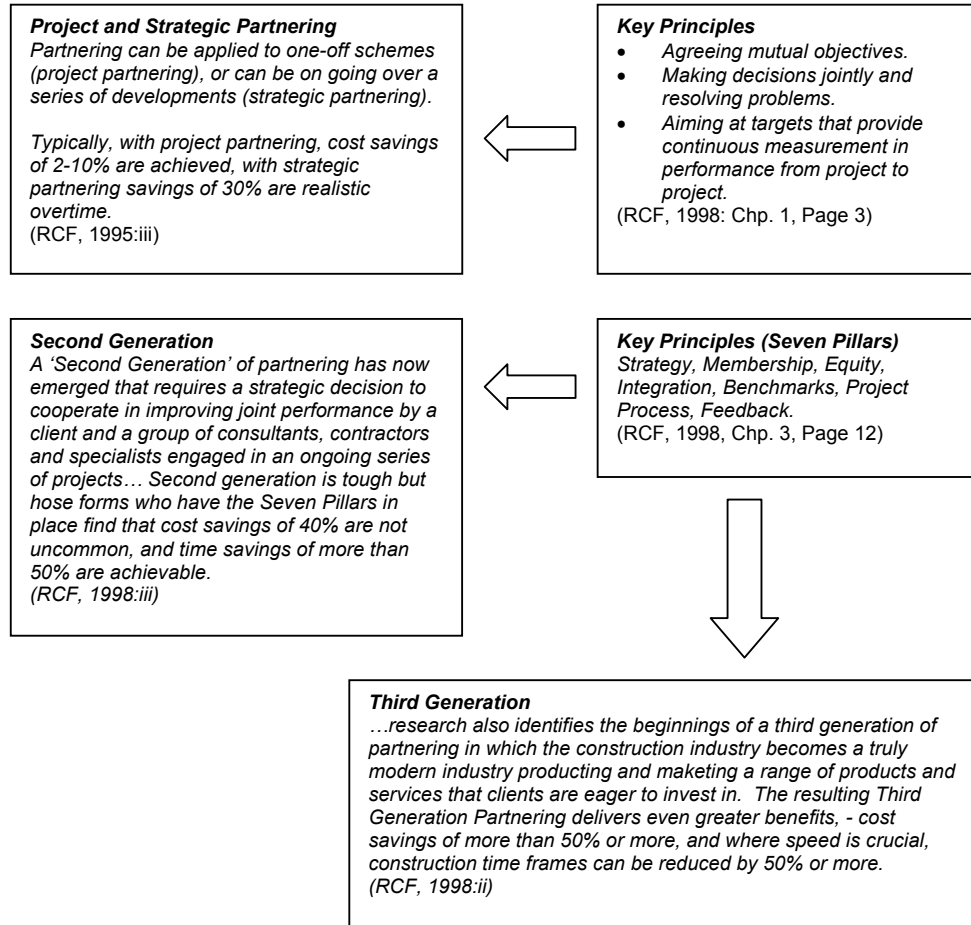 Project and Strategic Partnering
Partnering can be applied to one-off schemes
(project partnering), or can be on going over a
series of developments (strategic partnering).
Typically, with project partnering, cost savings
of 2-10% are achieved, with strategic
partnering savings of 30% are realistic
overtime.
(RCF, 1995:iii)
Key Principles
• Agreeing mutual objectives.
• Making decisions jointly and
resolving problems.
• Aiming at targets that provide
continuous measurement in
performance from project to
project.
(RCF, 1998: Chp. 1, Page 3)
Second Generation
A ‘Second Generation’ of partnering has now
emerged that requires a strategic decision to
cooperate in improving joint performance by a
client and a group of consultants, contractors
and specialists engaged in an ongoing series
of projects… Second generation is tough but
hose forms who have the Seven Pillars in
place find that cost savings of 40% are not
uncommon, and time savings of more than
50% are achievable.
(RCF, 1998:iii)
Key Principles (Seven Pillars)
Strategy, Membership, Equity,
Integration, Benchmarks, Project
Process, Feedback.
(RCF, 1998, Chp. 3, Page 12)
Third Generation
…research also identifies the beginnings of a third generation of
partnering in which the construction industry becomes a truly
modern industry producting and maketing a range of products and
services that clients are eager to invest in.  The resulting Third
Generation Partnering delivers even greater benefits, - cost
savings of more than 50% or more, and where speed is crucial,
construction time frames can be reduced by 50% or more.
(RCF, 1998:ii)